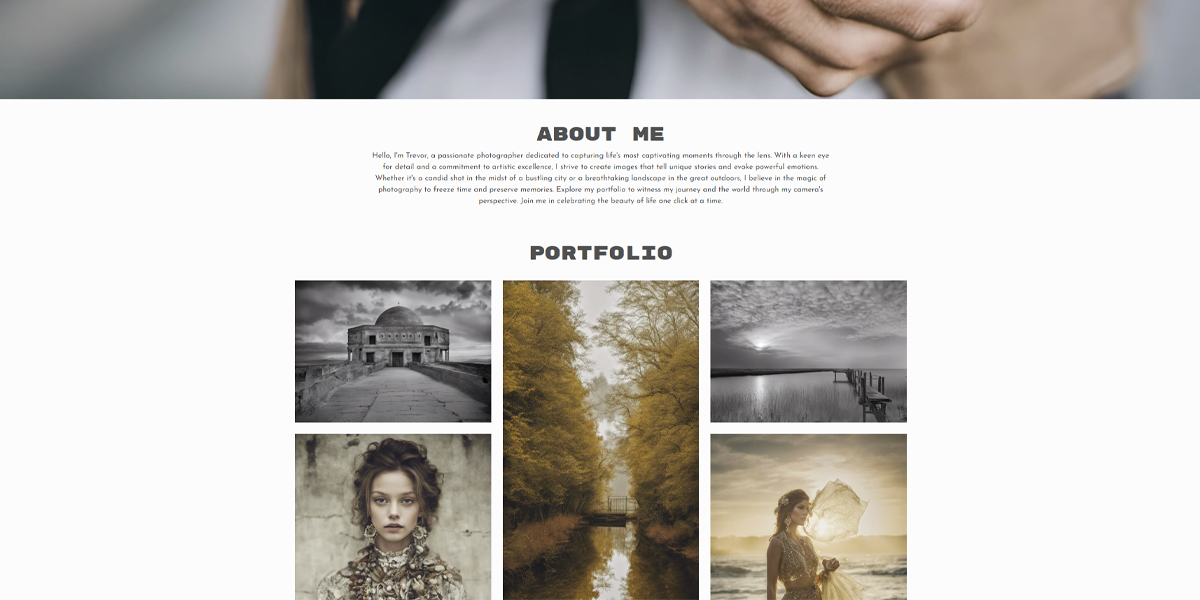 ABOUT ME
Hello, I'm Trevor, a passionate photographer dedicated to capturing life's most captivating moments through the lens. With a keen eye
for detail and a commitment to artistic excellence, I strive to create images that tell unique stories and evoke powerful emotions.
Whether it's a candid shot in the midst of a bustling city or a breathtaking landscape in the great outdoors, I believe in the magic of
photography to freeze time and preserve memories. Explore my portfolio to witness my journey and the world through my camera's
perspective. Join me in celebrating the beauty of life one click at a time.
PORTFOLIO